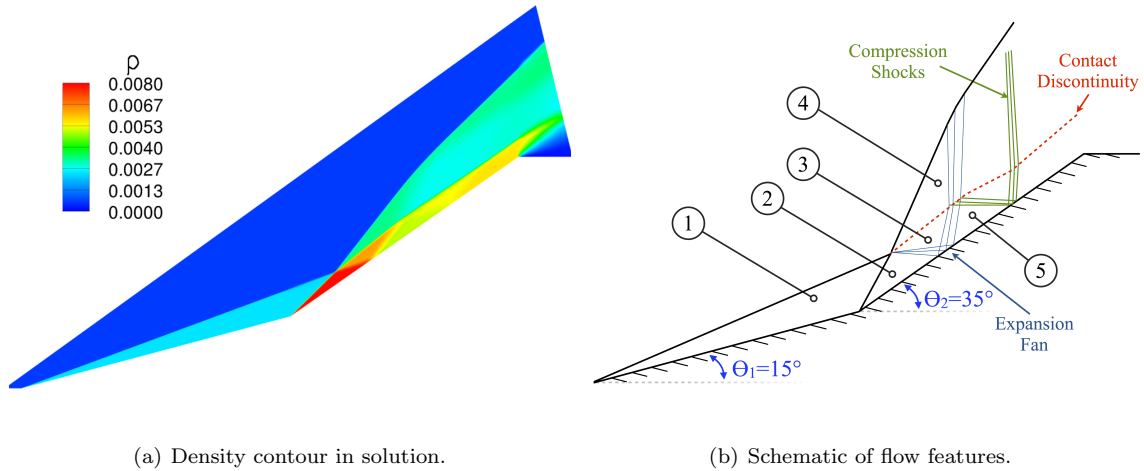 ρ
0.0080
0.0067
0.0053
0.0040
0.0027
0.0013
0.0000
Compression
Shocks
Contact
Discontinuity
4
3
2
1
5
Θ₂=35°
Expansion
Fan
Θ₁=15°
(a) Density contour in solution.
(b) Schematic of flow features.